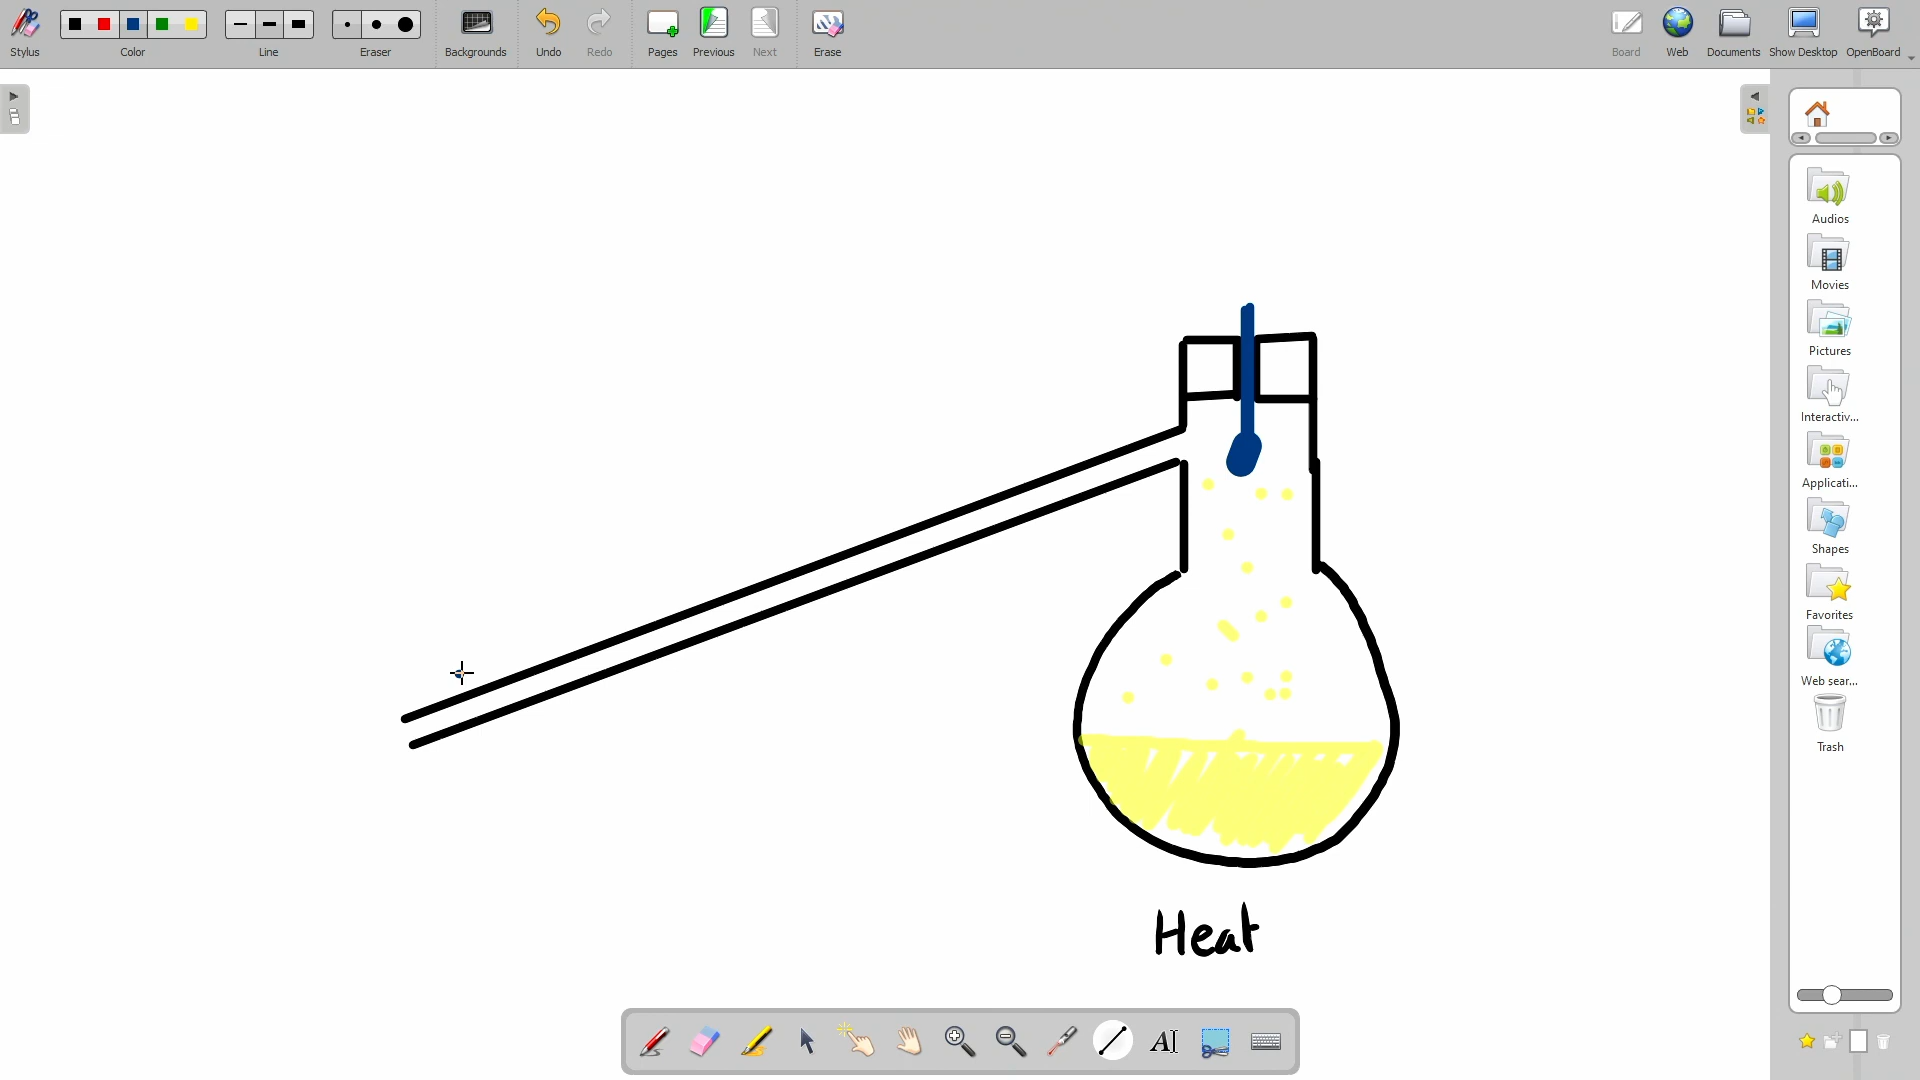 Stylus
Color
Line
Eraser
Backgrounds
Undo
Redo
Pages
Previous
Next
Erase
Board
Web
Documents
Show Desktop
OpenBoard
Audios
Movies
Pictures
Interactiv...
Applicati...
Shapes
Favorites
Web sear...
Trash
Heat
AI